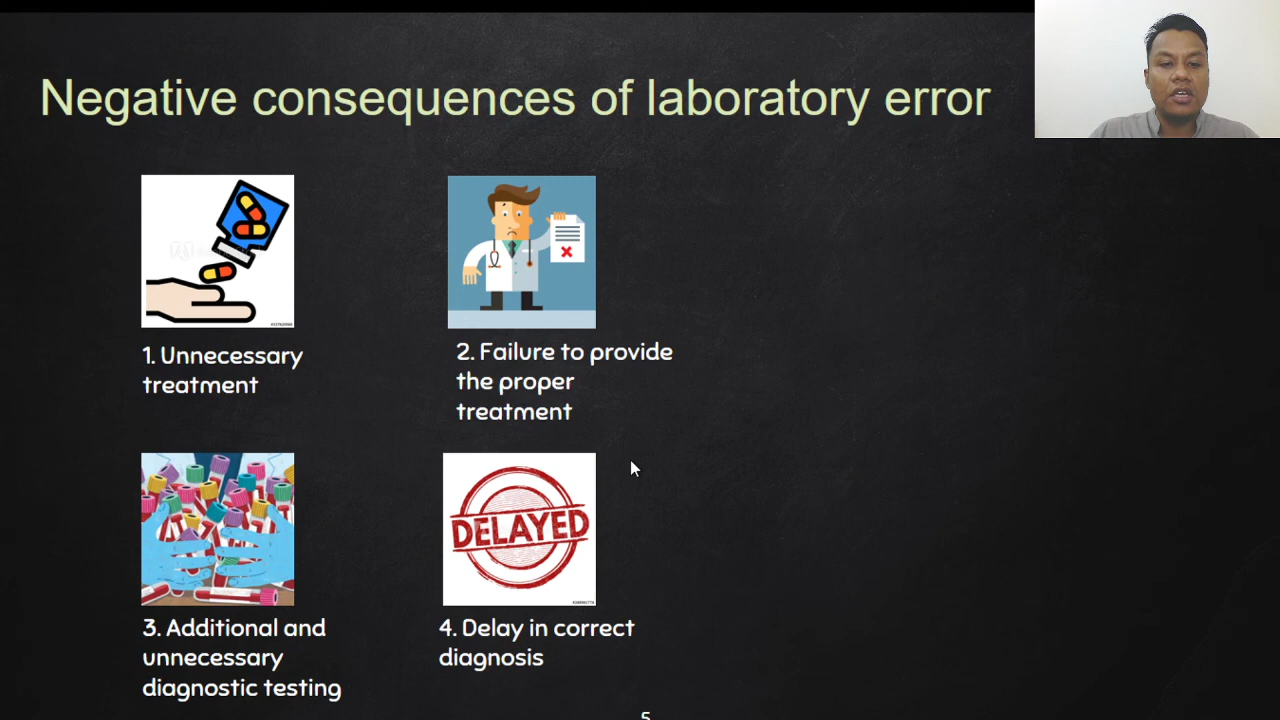 Negative consequences of laboratory error
1. Unnecessary
treatment
2. Failure to provide
the proper
treatment
3. Additional and
unnecessary
diagnostic testing
DELAYED
4. Delay in correct
diagnosis
5